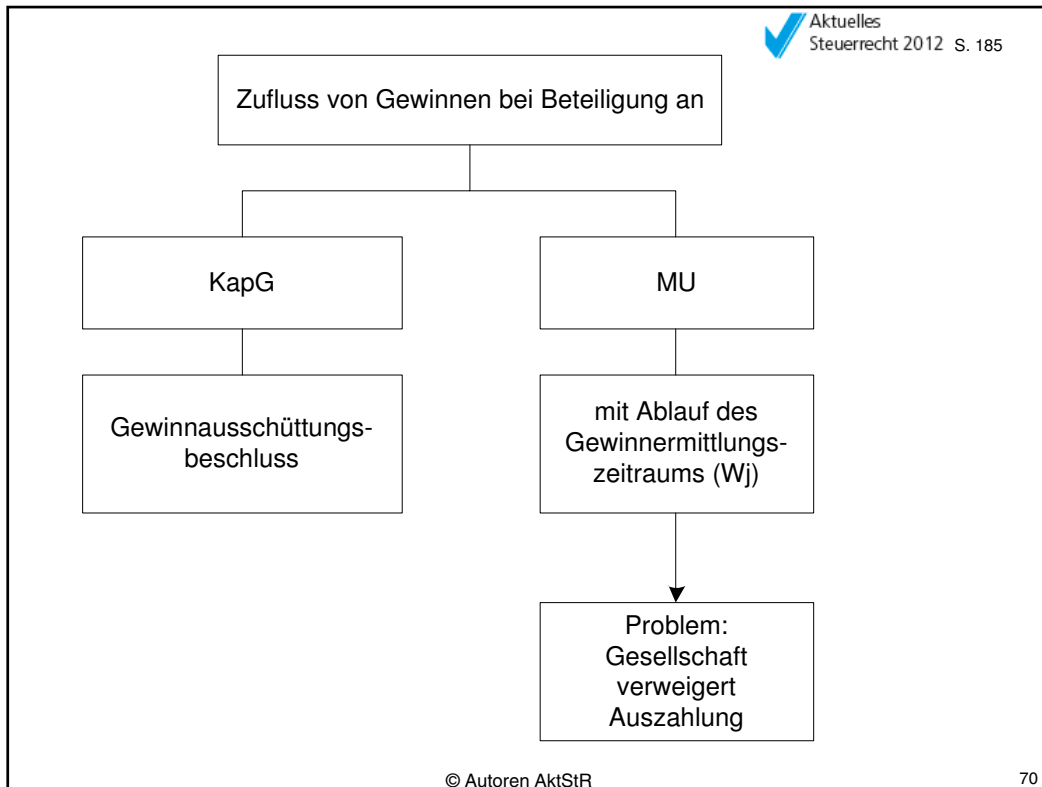 Aktuelles
Steuerrecht 2012 S. 185
Zufluss von Gewinnen bei Beteiligung an
KapG
MU
Gewinnausschüttungs-
beschluss
mit Ablauf des
Gewinnermittlungs-
zeitraums (Wj)
Problem:
Gesellschaft
verweigert
Auszahlung
© Autoren AktStR
70